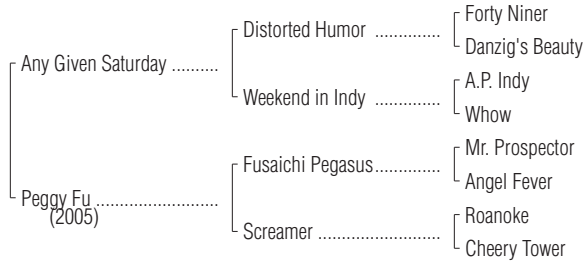 Forty Niner
Distorted Humor ..............
Danzig's Beauty
Any Given Saturday ..........
A.P. Indy
Weekend in Indy ..............
Whow
Mr. Prospector
Fusaichi Pegasus..............
Angel Fever
Peggy Fu ..........................
(2005)
Roanoke
Screamer ..........................
Cheery Tower